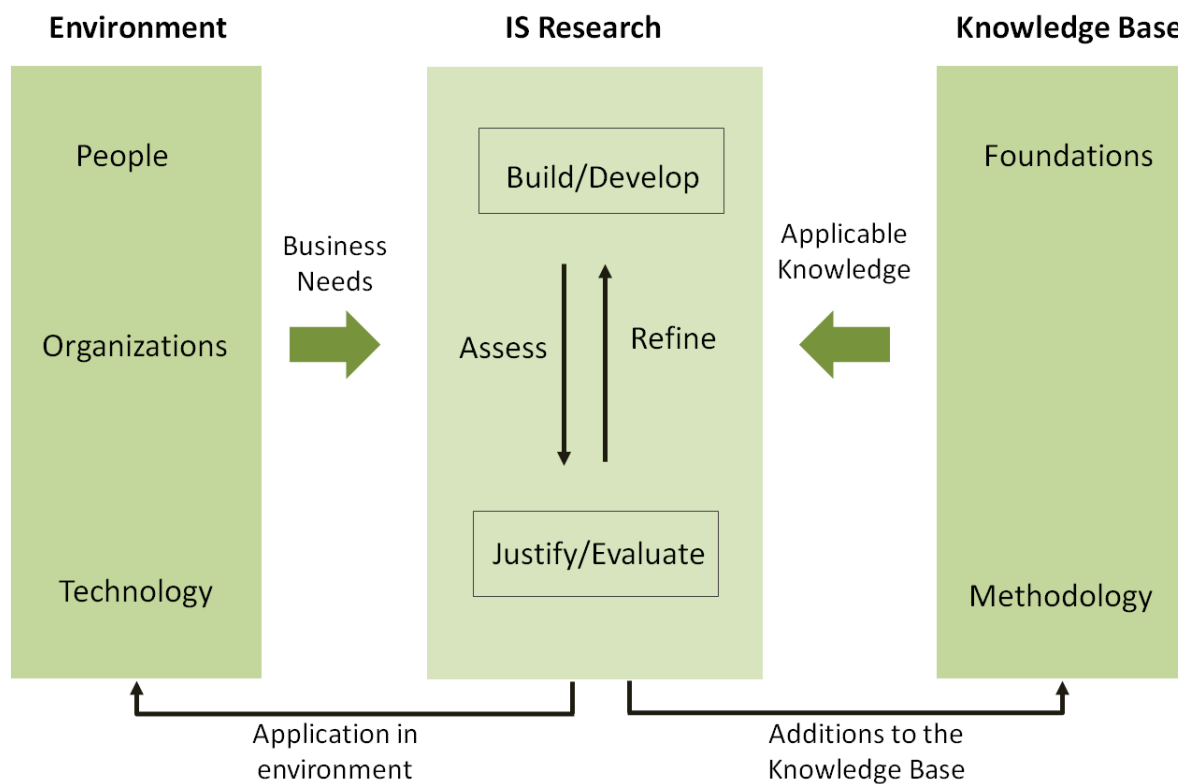 Environment
IS Research
Knowledge Base
People
Build/Develop
Foundations
Business
Needs
Applicable
Knowledge
Organizations
Assess
Refine
Justify/Evaluate
Technology
Methodology
Application in
environment
Additions to the
Knowledge Base